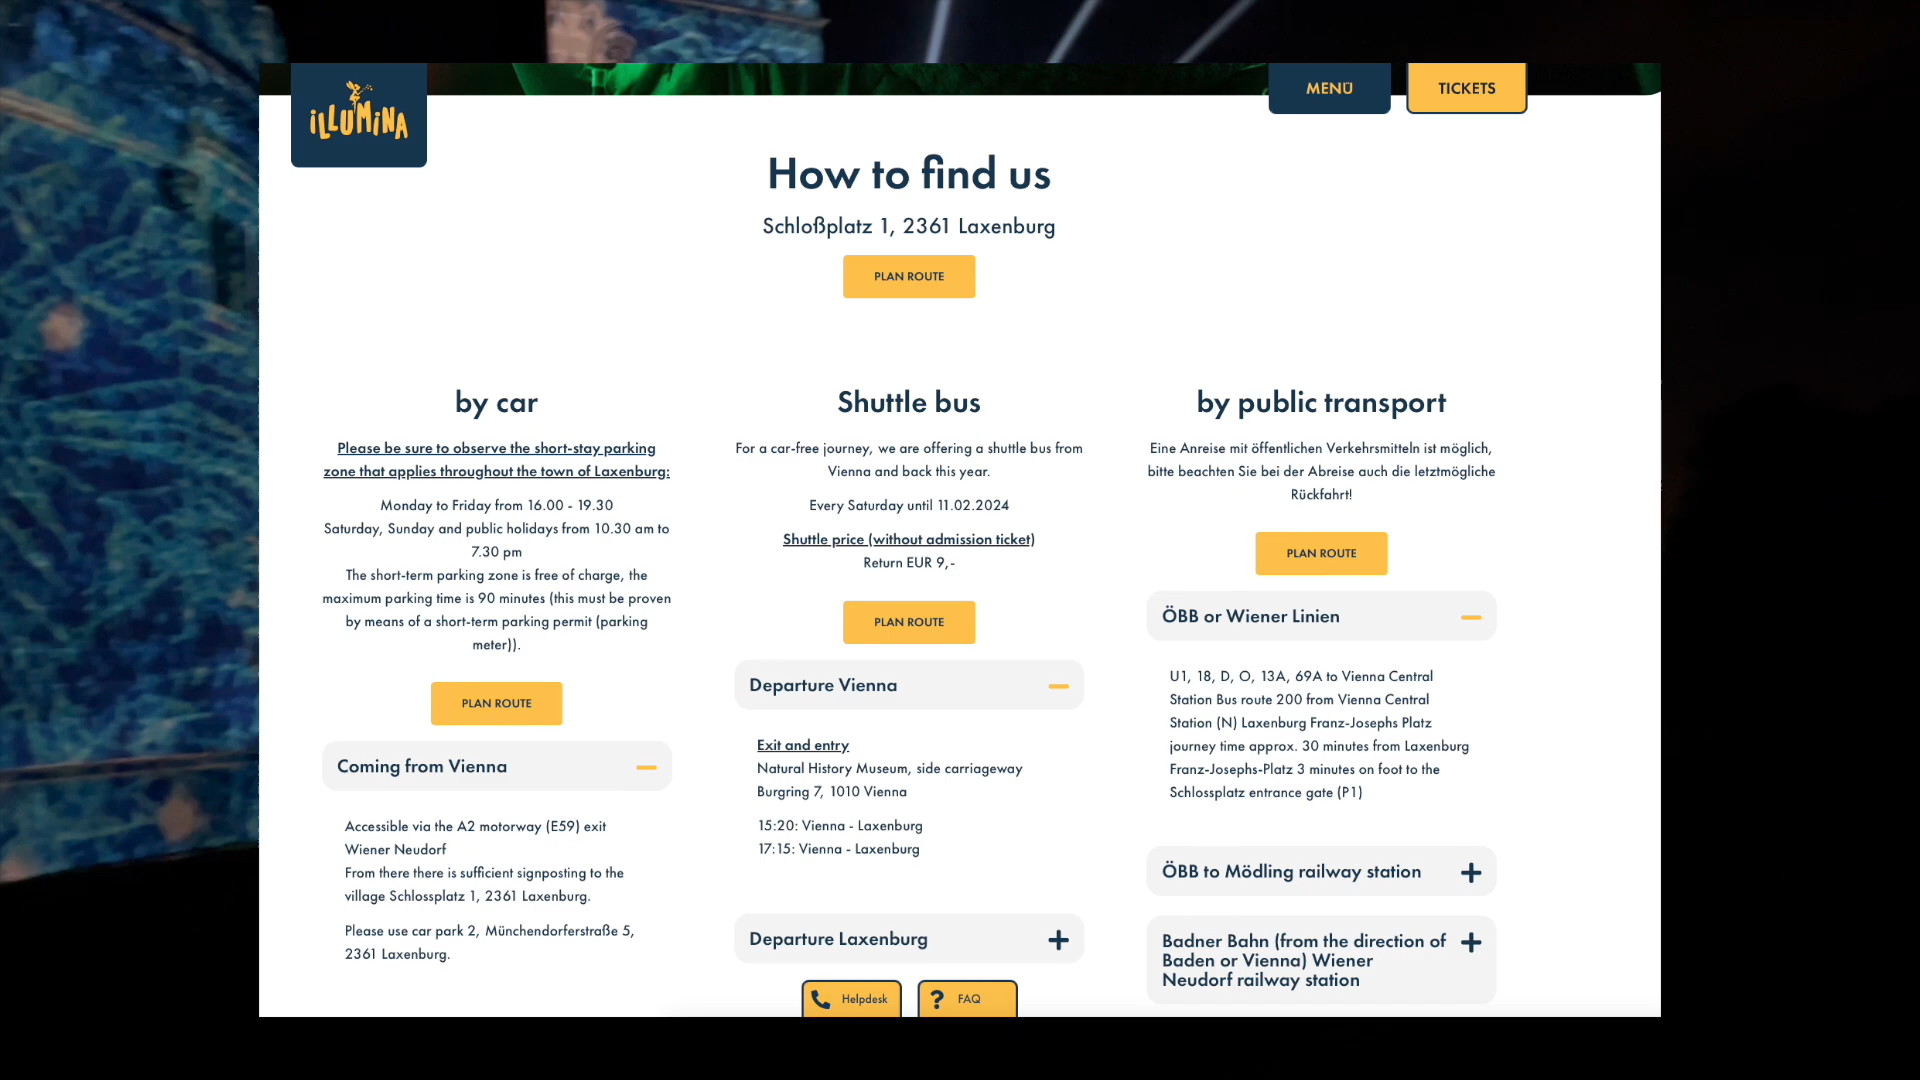 ILLUMINA
MENÜ
TICKETS
How to find us
Schloßplatz 1, 2361 Laxenburg
PLAN ROUTE
by car
Please be sure to observe the short-stay parking
zone that applies throughout the town of Laxenburg:
Monday to Friday from 16.00 - 19.30
Saturday, Sunday and public holidays from 10.30 am to
7.30 pm
The short-term parking zone is free of charge, the
maximum parking time is 90 minutes (this must be proven
by means of a short-term parking permit (parking
meter)).
PLAN ROUTE
Coming from Vienna
Accessible via the A2 motorway (E59) exit
Wiener Neudorf
From there there is sufficient signposting to the
village Schlossplatz 1, 2361 Laxenburg.
Please use car park 2, Münchendorferstraße 5,
2361 Laxenburg.
Shuttle bus
For a car-free journey, we are offering a shuttle bus from
Vienna and back this year.
Every Saturday until 11.02.2024
Shuttle price (without admission ticket)
Return EUR 9,-
PLAN ROUTE
Departure Vienna
Exit and entry
Natural History Museum, side carriageway
Burgring 7, 1010 Vienna
15:20: Vienna - Laxenburg
17:15: Vienna - Laxenburg
Departure Laxenburg
Helpdesk
FAQ
by public transport
Eine Anreise mit öffentlichen Verkehrsmitteln ist möglich,
bitte beachten Sie bei der Abreise auch die letztmögliche
Rückfahrt!
PLAN ROUTE
ÖBB or Wiener Linien
U1, 18, D, O, 13A, 69A to Vienna Central
Station Bus route 200 from Vienna Central
Station (N) Laxenburg Franz-Josephs Platz
journey time approx. 30 minutes from Laxenburg
Franz-Josephs-Platz 3 minutes on foot to the
Schlossplatz entrance gate (P1)
ÖBB to Mödling railway station
Badner Bahn (from the direction of
Baden or Vienna) Wiener
Neudorf railway station